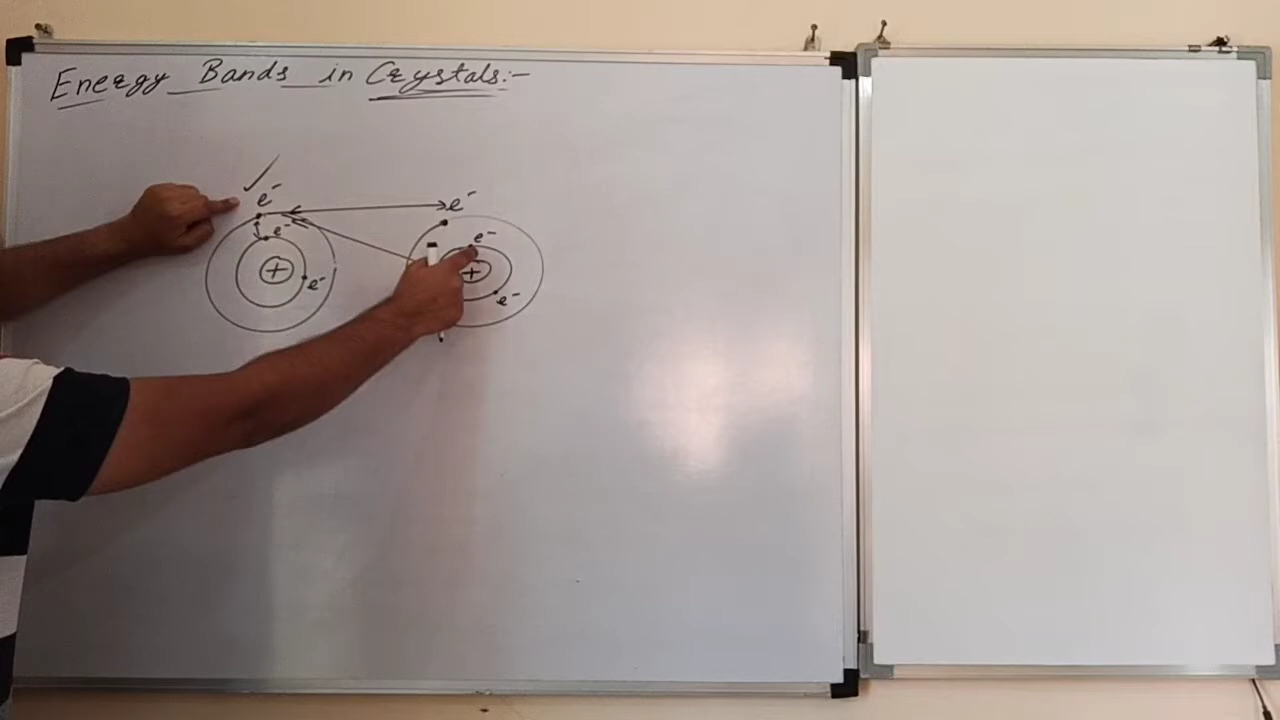 Energy Bands in Crystals:-
e⁻ e⁻
e⁻ e⁻
+ +
e⁻ e⁻